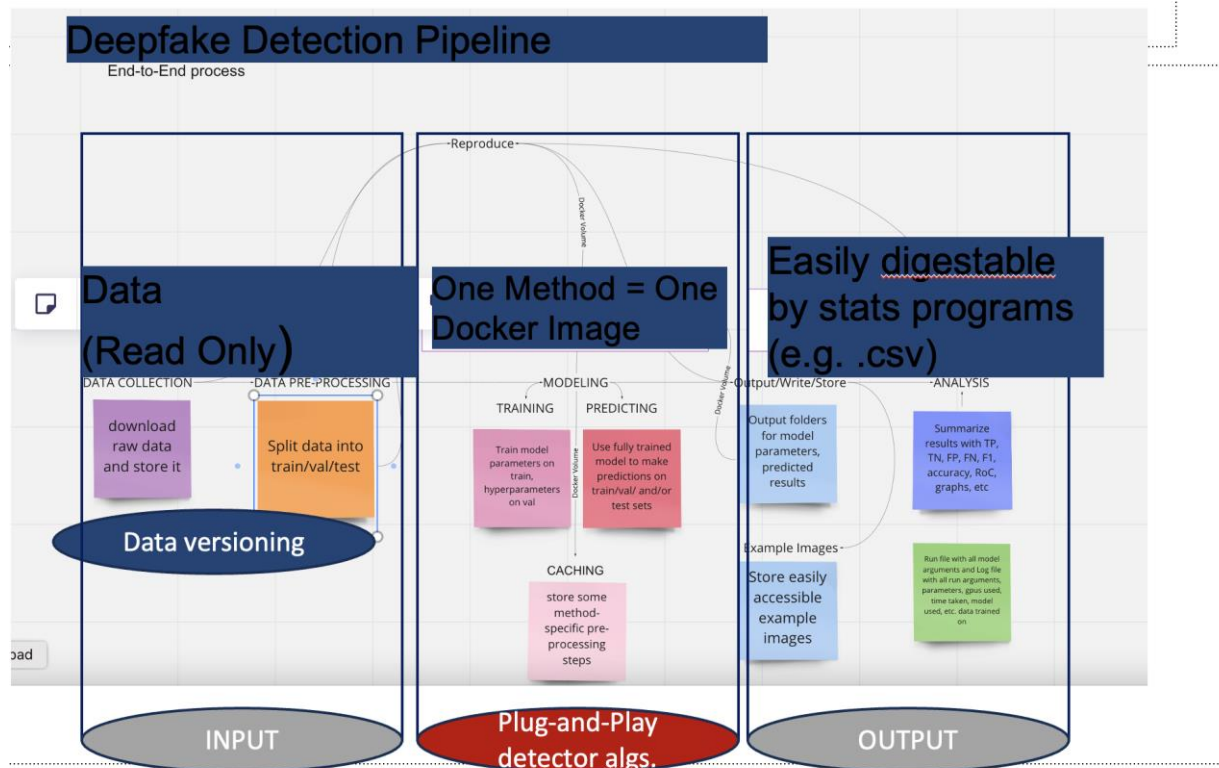 Deepfake Detection Pipeline
End-to-End process
Reproduce
Docker Volume
Data
(Read Only)
One Method = One
Docker Image
Easily digestable
by stats programs
(e.g. .csv)
DATA COLLECTION
DATA PRE-PROCESSING
MODELING
Docker Volume
Output/Write/Store
ANALYSIS
TRAINING
PREDICTING
download
raw data
and store it
Split data into
train/val/test
Train model
parameters on
train,
hyperparameters
on val
Docker Volume
Use fully trained
model to make
predictions on
train/val/ and/or
test sets
Output folders
for model
parameters,
predicted
results
Summarize
results with TP,
TN, FP, FN, F1,
accuracy, RoC,
graphs, etc
Data versioning
CACHING
store some
method-
specific pre-
processing
steps
Example Images
Store easily
accessible
example
images
Run file with all model
arguments and Log file
with all run arguments,
parameters, gpus used,
time taken, model
used, etc. data trained
on
oad
INPUT
Plug-and-Play
detector algs.
OUTPUT